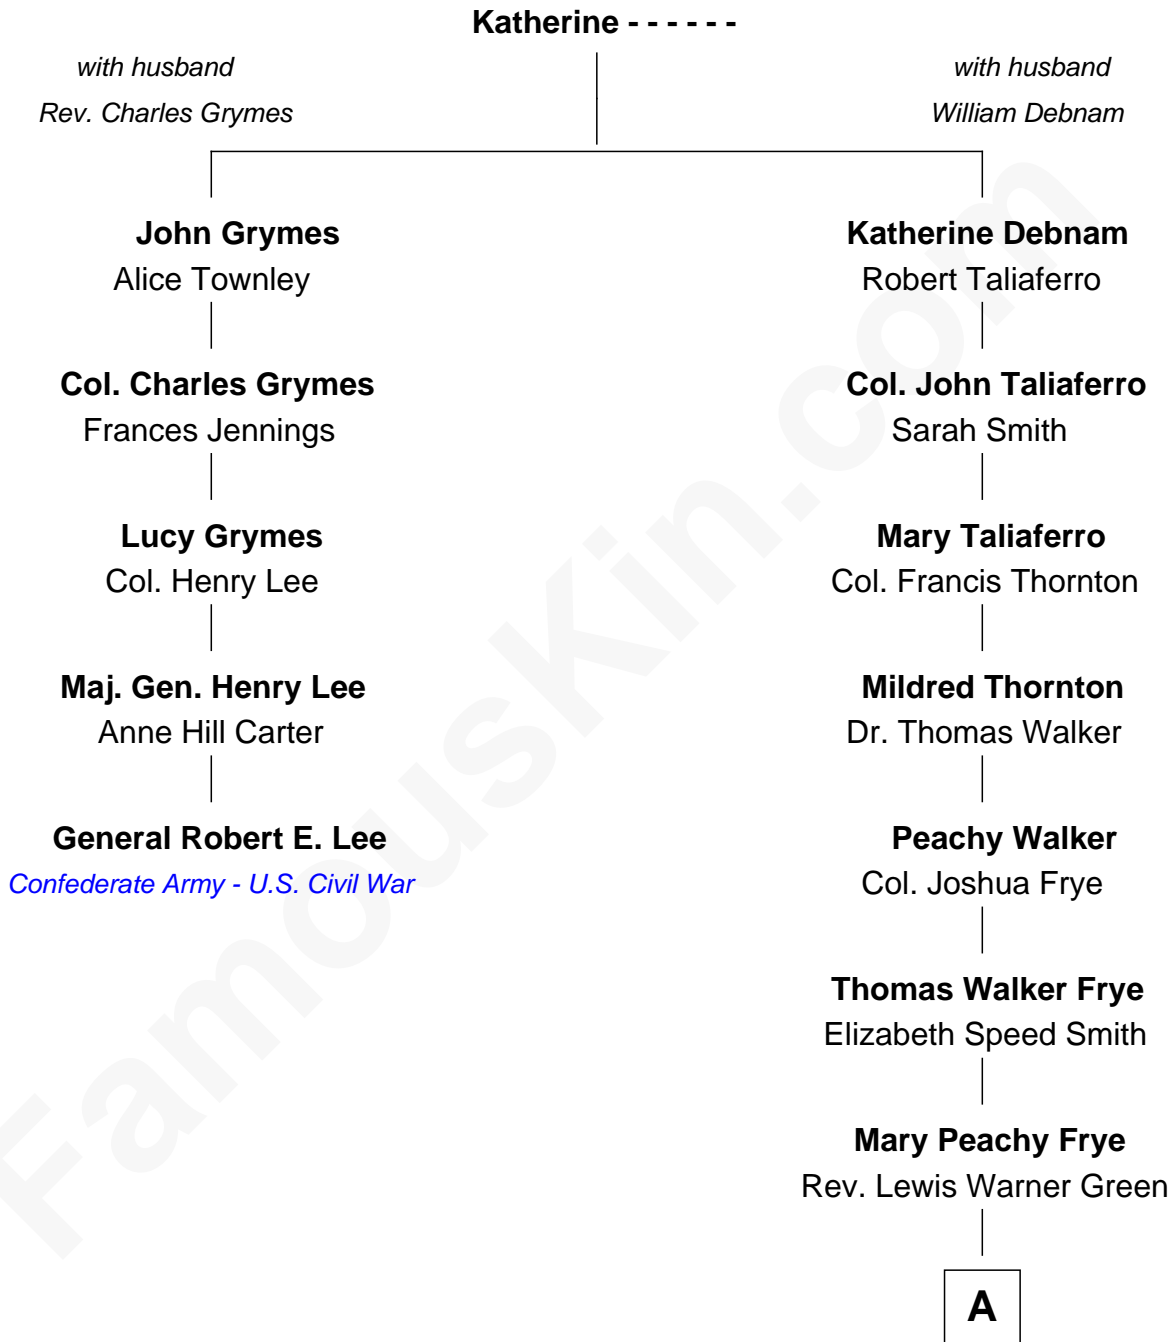 Katherine - - - - - -
with husband
Rev. Charles Grymes
with husband
William Debnam
John Grymes
Alice Townley
Katherine Debnam
Robert Taliaferro
Col. Charles Grymes
Frances Jennings
Col. John Taliaferro
Sarah Smith
Lucy Grymes
Col. Henry Lee
Mary Taliaferro
Col. Francis Thornton
Maj. Gen. Henry Lee
Anne Hill Carter
Mildred Thornton
Dr. Thomas Walker
General Robert E. Lee
Confederate Army - U.S. Civil War
Peachy Walker
Col. Joshua Frye
Thomas Walker Frye
Elizabeth Speed Smith
Mary Peachy Frye
Rev. Lewis Warner Green
A
FamousKin.com